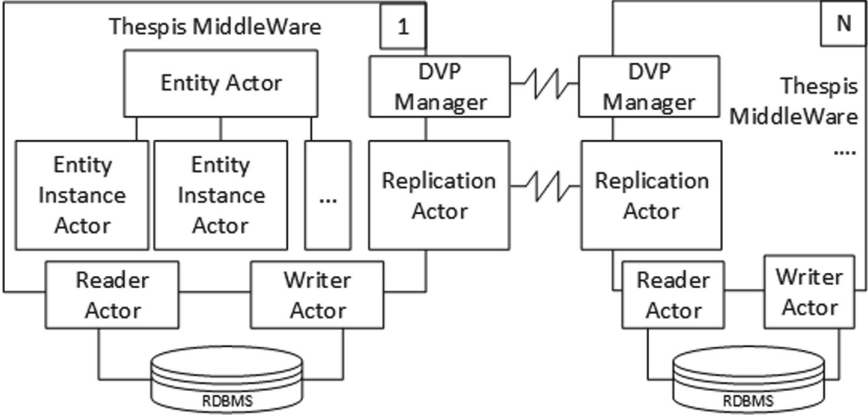 Thespis MiddleWare
1
Entity Actor
Entity
Instance
Actor
Entity
Instance
Actor
...
DVP
Manager
Replication
Actor
Reader
Actor
Writer
Actor
RDBMS
N
DVP
Manager
Thespis
MiddleWare
....
Replication
Actor
Reader
Actor
Writer
Actor
RDBMS